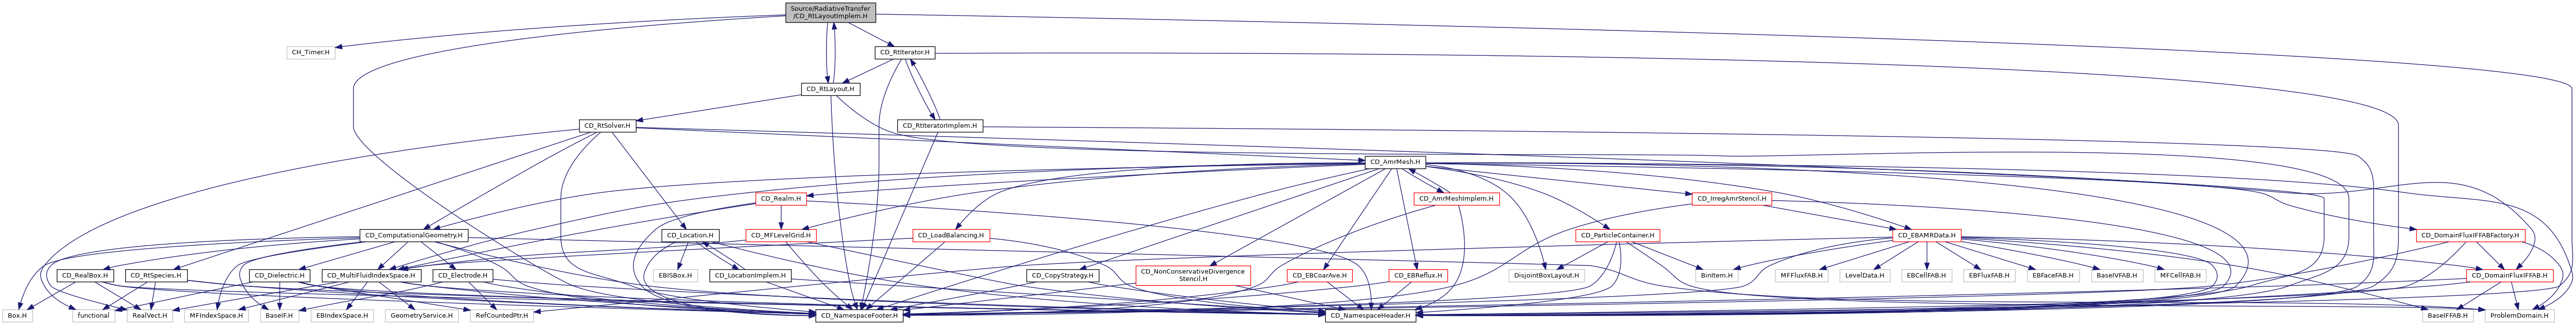 Source/RadiativeTransfer
/CD_RtLayoutImplem.H
CH_Timer.H
CD_RtIterator.H
CD_RtLayout.H
CD_RtSolver.H
CD_RtIteratorImplem.H
CD_AmrMesh.H
CD_Realm.H
CD_AmrMeshImplem.H
CD_IrregAmrStencil.H
CD_ComputationalGeometry.H
CD_Location.H
CD_MFLevelGrid.H
CD_LoadBalancing.H
CD_ParticleContainer.H
CD_EBAMRData.H
CD_DomainFluxIFFABFactory.H
CD_RealBox.H
CD_RtSpecies.H
CD_Dielectric.H
CD_MultiFluidIndexSpace.H
CD_Electrode.H
EBISBox.H
CD_LocationImplem.H
CD_CopyStrategy.H
CD_NonConservativeDivergence
Stencil.H
CD_EBCoarAve.H
CD_EBReflux.H
DisjointBoxLayout.H
BinItem.H
MFFluxFAB.H
LevelData.H
EBCellFAB.H
EBFluxFAB.H
EBFaceFAB.H
BaseIVFAB.H
MFCellFAB.H
CD_DomainFluxIFFAB.H
Box.H
functional
RealVect.H
MFIndexSpace.H
BaseIF.H
EBIndexSpace.H
GeometryService.H
RefCountedPtr.H
CD_NamespaceFooter.H
CD_NamespaceHeader.H
BaseIFFAB.H
ProblemDomain.H